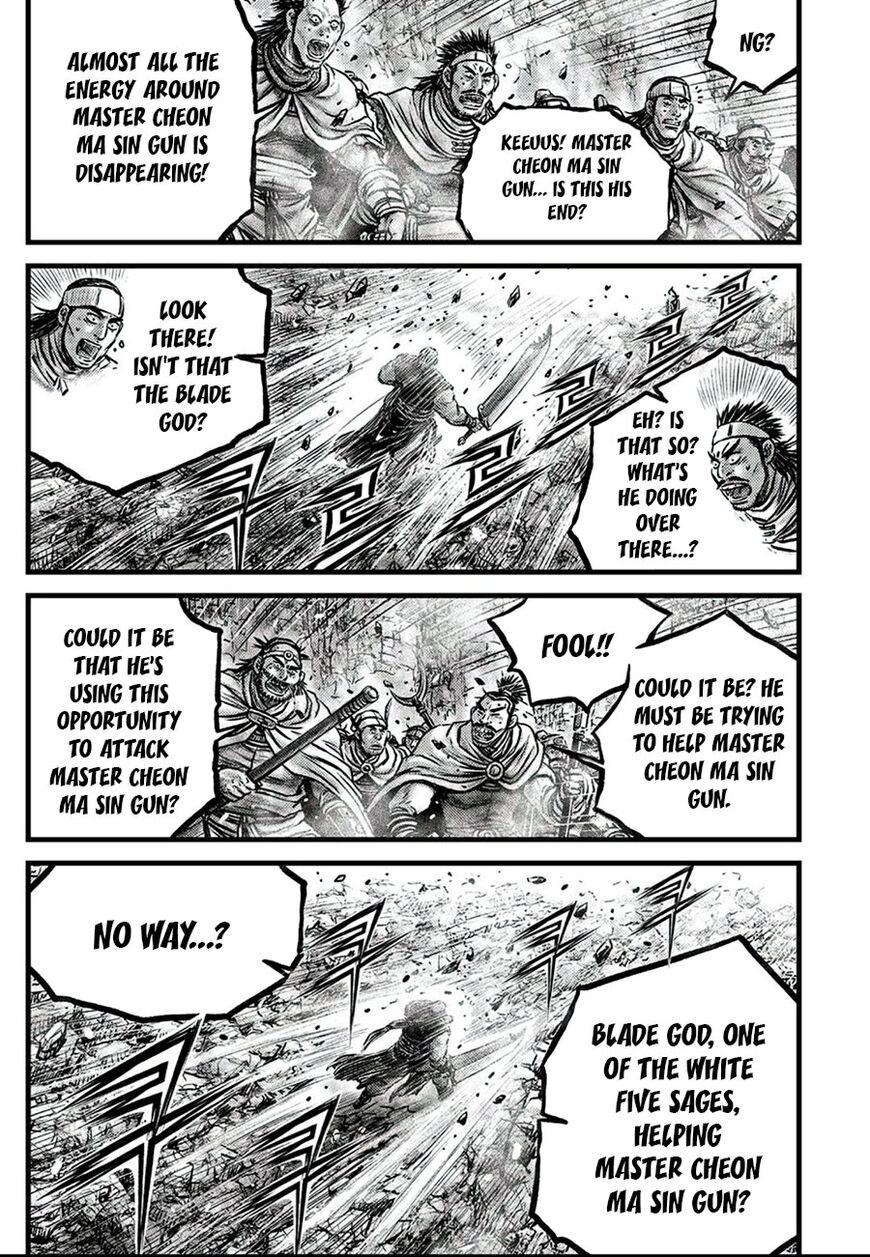 ALMOST ALL THE
ENERGY AROUND
MASTER CHEON
MA SIN GUN IS
DISAPPEARING!
NG?
KEEUUS! MASTER
CHEON MA SIN
GUN... IS THIS HIS
END?
LOOK
THERE!
ISN'T THAT
THE BLADE
GOD?
EH? IS
THAT SO?
WHAT'S
HE DOING
OVER
THERE...?
COULD IT BE
THAT HE'S
USING THIS
OPPORTUNITY
TO ATTACK
MASTER CHEON
MA SIN GUN?
FOOL!!
COULD IT BE? HE
MUST BE TRYING
TO HELP MASTER
CHEON MA SIN
GUN.
NO WAY...?
BLADE GOD, ONE
OF THE WHITE
FIVE SAGES,
HELPING
MASTER CHEON
MA SIN GUN?